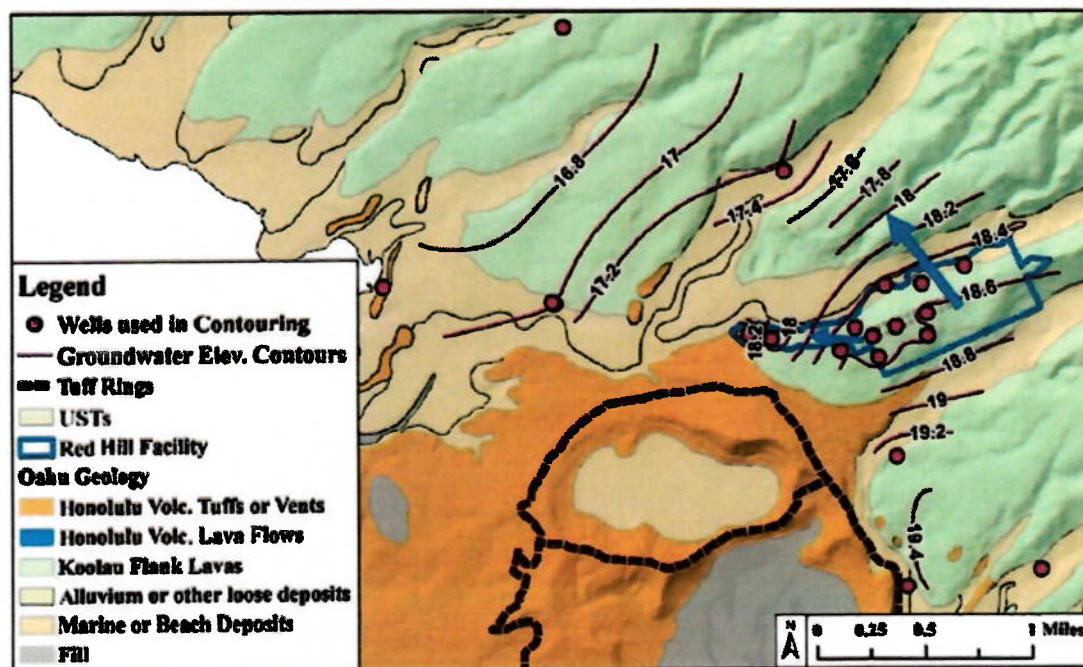 16.8
17
17.2
17.4
17.6
17.8
18
18.2
18.4
18.6
18.2
18
18.8
19
19.2
19.4
Legend
Wells used in Contouring
Groundwater Elev. Contours
Tuff Rings
USTs
Red Hill Facility
Oahu Geology
Honolulu Volc. Tuffs or Vents
Honolulu Volc. Lava Flows
Koolau Flank Lavas
Alluvium or other loose deposits
Marine or Beach Deposits
Fill
N
0 0.25 0.5 1 Miles